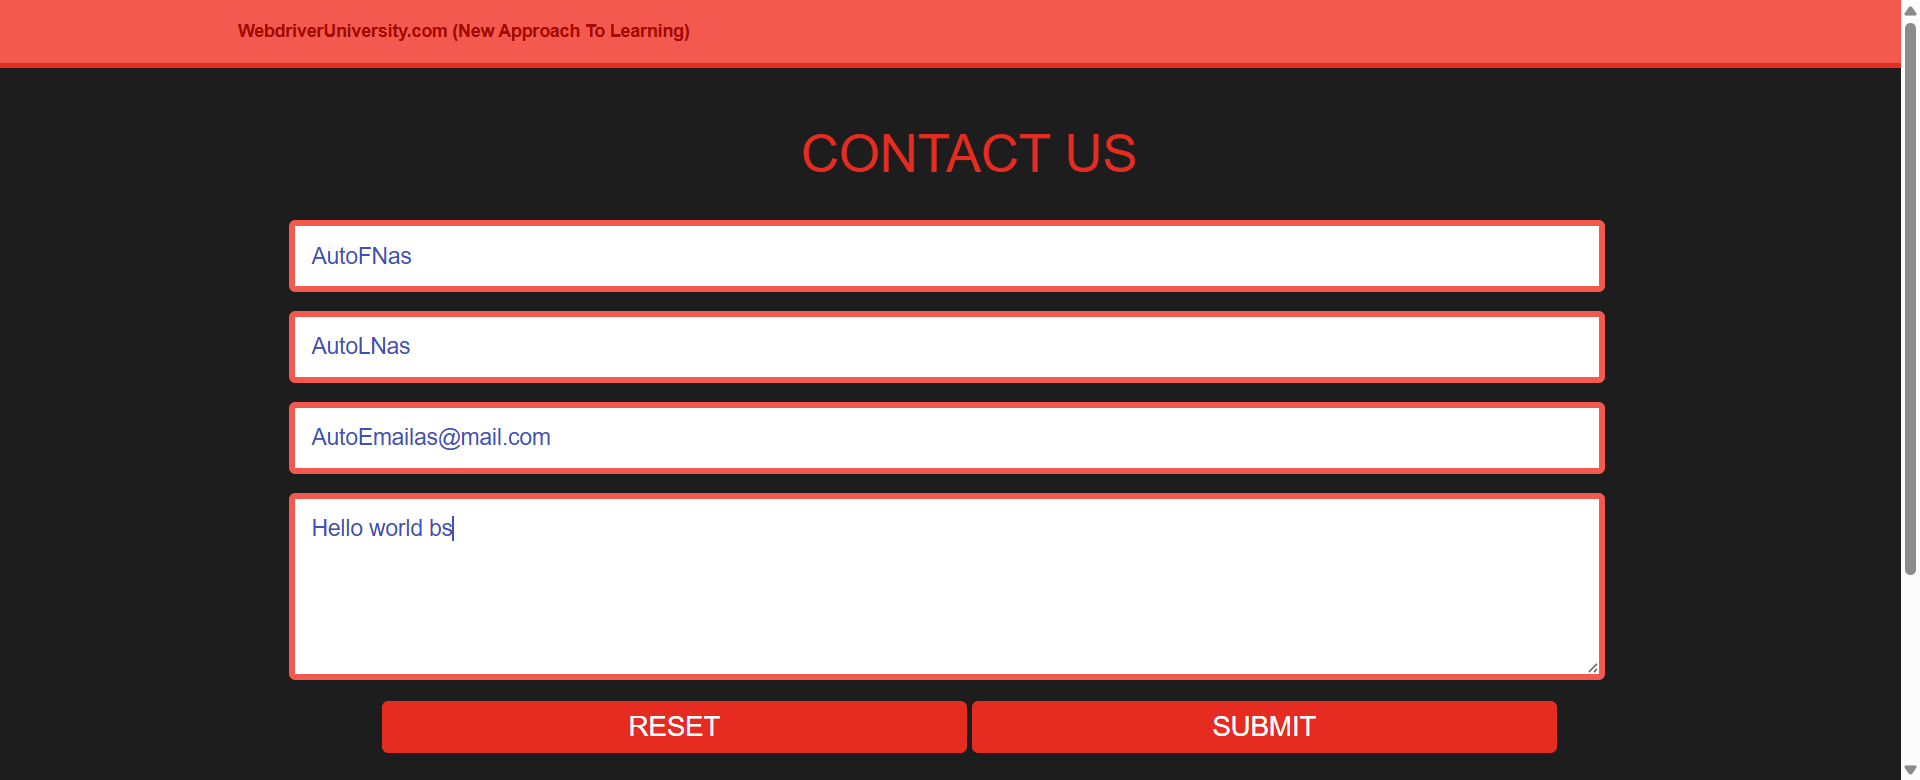 WebdriverUniversity.com (New Approach To Learning)
CONTACT US
AutoFNas
AutoLNas
AutoEmailas@mail.com
Hello world bs
RESET
SUBMIT